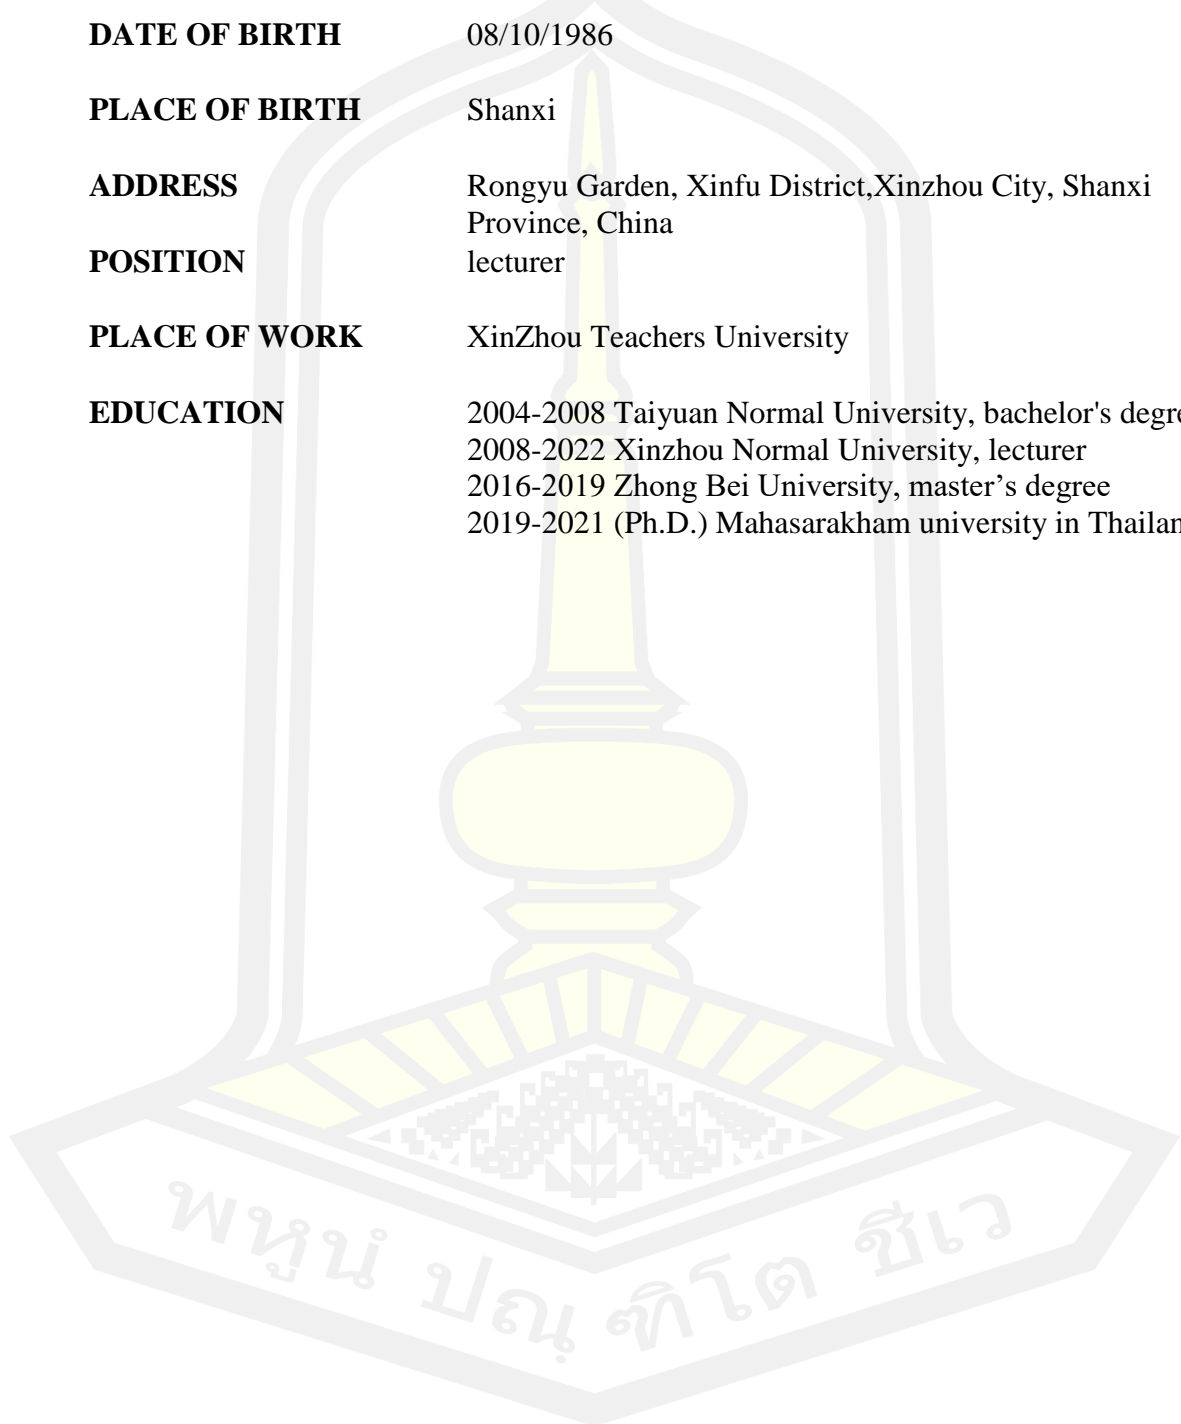 DATE OF BIRTH 08/10/1986
PLACE OF BIRTH Shanxi
ADDRESS Rongyu Garden, Xinfu District,Xinzhou City, Shanxi
Province, China
POSITION lecturer
PLACE OF WORK XinZhou Teachers University
EDUCATION 2004-2008 Taiyuan Normal University, bachelor's
2008-2022 Xinzhou Normal University, lecturer
2016-2019 Zhong Bei University, master’s degree
2019-2021 (Ph.D.) Mahasarakham university in
พหูนํ ปณฺฑิโต ชีเว